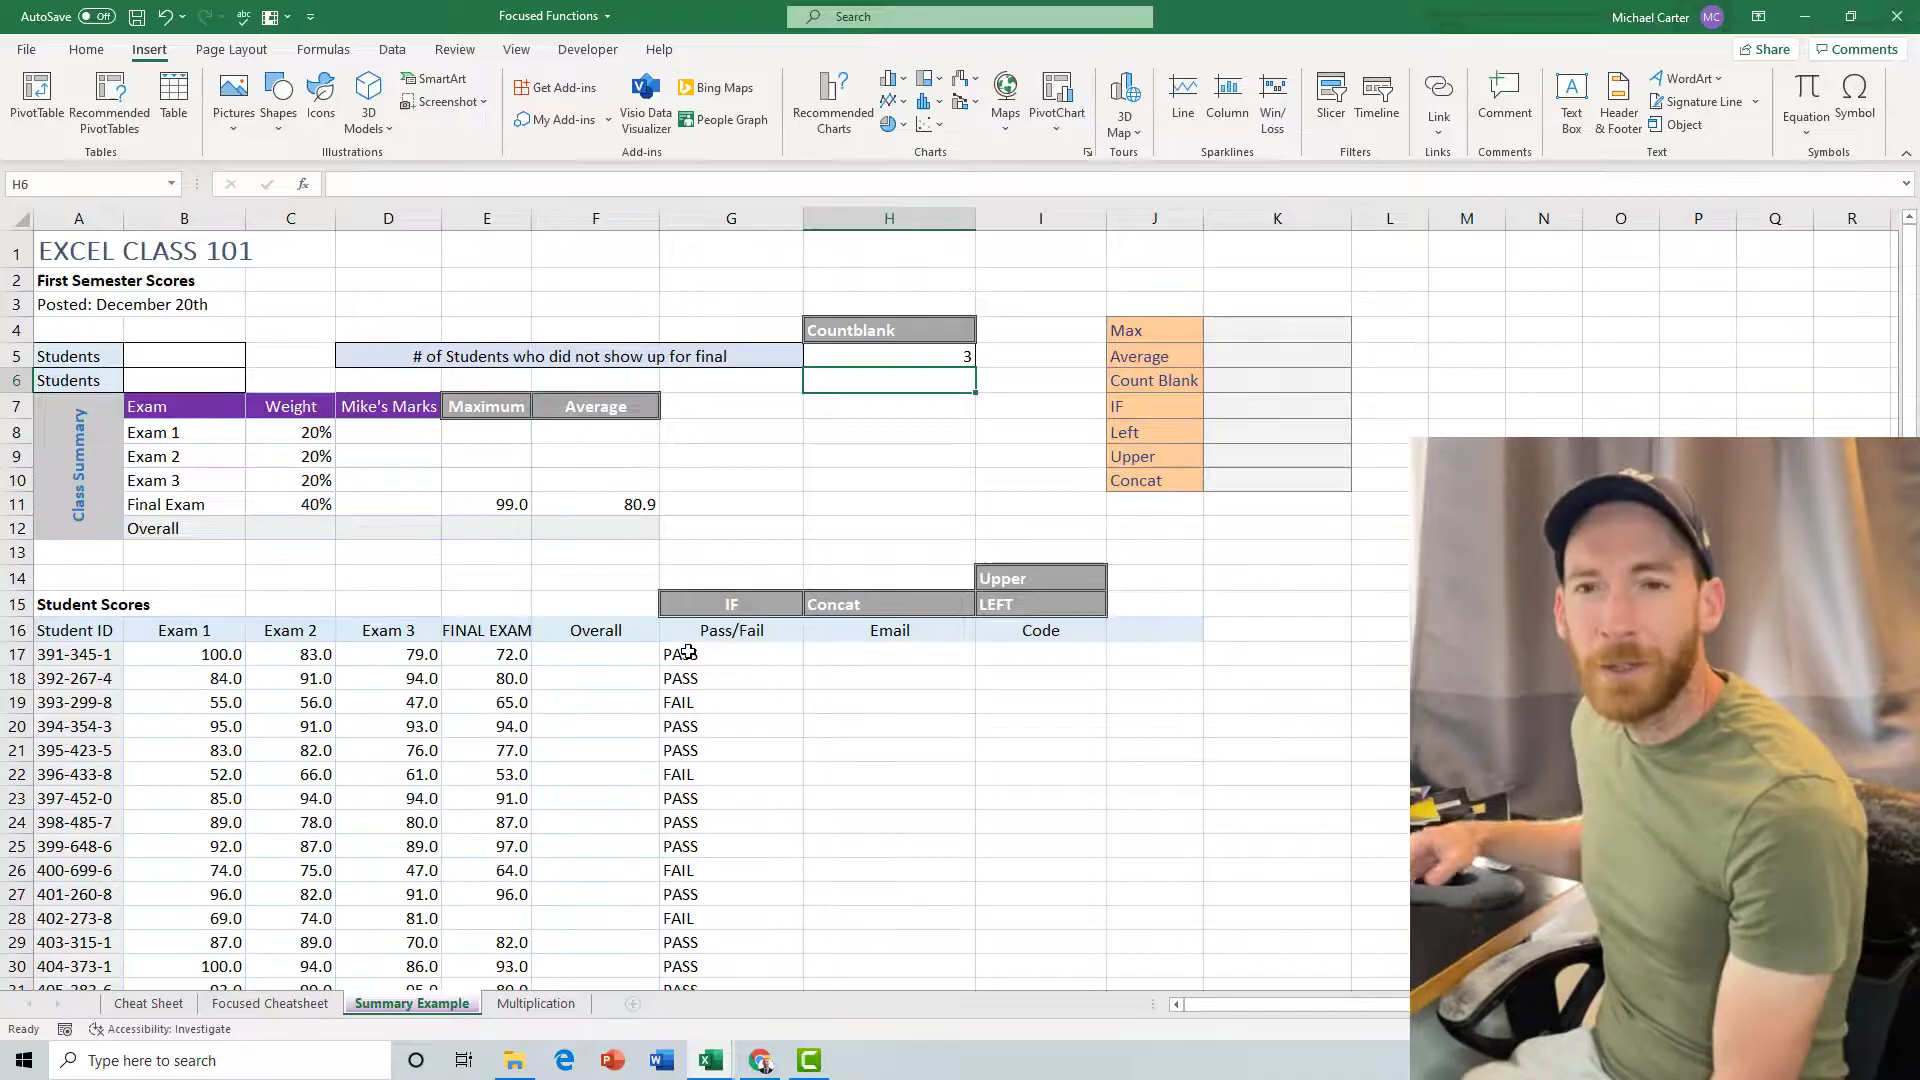 AutoSave Off abc Focused Functions Search Michael Carter MC
File Home Insert Page Layout Formulas Data Review View Developer Help Share Comments
PivotTable Recommended PivotTables Table Pictures Shapes Icons 3D Models SmartArt Screenshot Get Add-ins My Add-ins Visio Data Visualizer Bing Maps People Graph Recommended Charts Maps PivotChart 3D Map Line Column Win/Loss Slicer Timeline Link Comment Text Box Header & Footer WordArt Signature Line Object Equation Symbol
Tables Illustrations Add-ins Charts Tours Sparklines Filters Links Comments Text Symbols
H6 fx
A B C D E F G H I J K L M N O P Q R
1 EXCEL CLASS 101
2 First Semester Scores
3 Posted: December 20th
4 Countblank Max
5 Students # of Students who did not show up for final 3 Average
6 Students Count Blank
7 Exam Weight Mike's Marks Maximum Average IF
Class Summary
8 Exam 1 20% Left
9 Exam 2 20% Upper
10 Exam 3 20% Concat
11 Final Exam 40% 99.0 80.9
12 Overall
13
14 Upper
15 Student Scores IF Concat LEFT
16 Student ID Exam 1 Exam 2 Exam 3 FINAL EXAM Overall Pass/Fail Email Code
17 391-345-1 100.0 83.0 79.0 72.0 PASS
18 392-267-4 84.0 91.0 94.0 80.0 PASS
19 393-299-8 55.0 56.0 47.0 65.0 FAIL
20 394-354-3 95.0 91.0 93.0 94.0 PASS
21 395-423-5 83.0 82.0 76.0 77.0 PASS
22 396-433-8 52.0 66.0 61.0 53.0 FAIL
23 397-452-0 85.0 94.0 94.0 91.0 PASS
24 398-485-7 89.0 78.0 80.0 87.0 PASS
25 399-648-6 92.0 87.0 89.0 97.0 PASS
26 400-699-6 74.0 75.0 47.0 64.0 FAIL
27 401-260-8 96.0 82.0 91.0 96.0 PASS
28 402-273-8 69.0 74.0 81.0 FAIL
29 403-315-1 87.0 89.0 70.0 82.0 PASS
30 404-373-1 100.0 94.0 86.0 93.0 PASS
Cheat Sheet Focused Cheatsheet Summary Example Multiplication
Ready Accessibility: Investigate
Type here to search